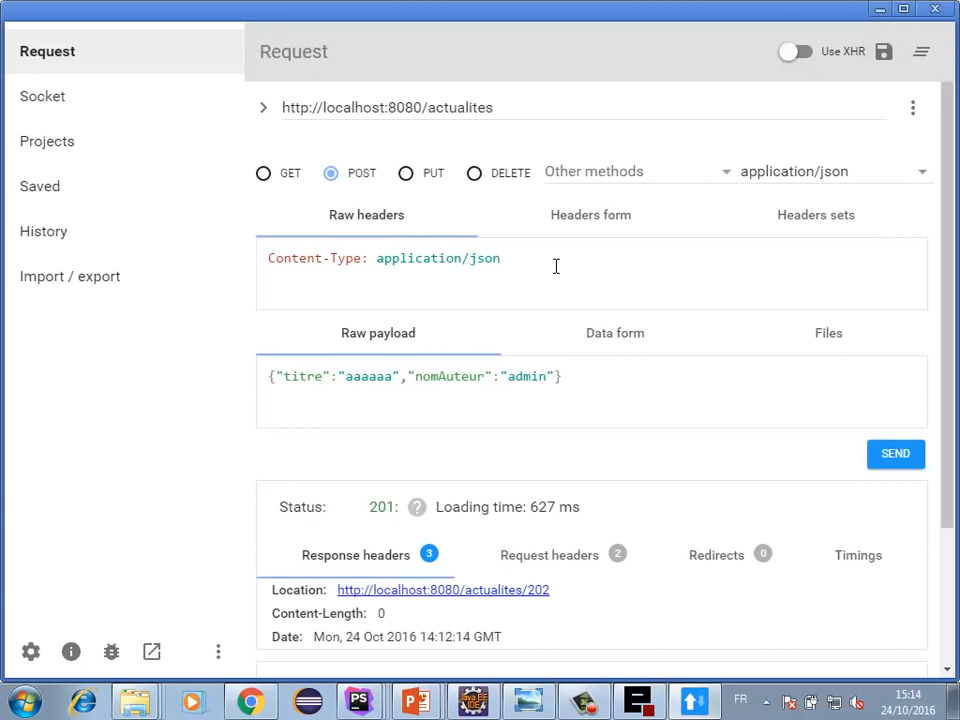 Request
Request
Use XHR
Socket
http://localhost:8080/actualites
Projects
GET
POST
PUT
DELETE
Other methods
application/json
Saved
Raw headers
Headers form
Headers sets
History
Content-Type: application/json
Import / export
Raw payload
Data form
Files
{"titre":"aaaaaa","nomAuteur":"admin"}
SEND
Status:
201:
?
Loading time: 627 ms
Response headers
3
Request headers
2
Redirects
0
Timings
Location:
http://localhost:8080/actualites/202
Content-Length: 0
Date: Mon, 24 Oct 2016 14:12:14 GMT
PS
P
Java EE
IDE
FR
15:14
24/10/2016